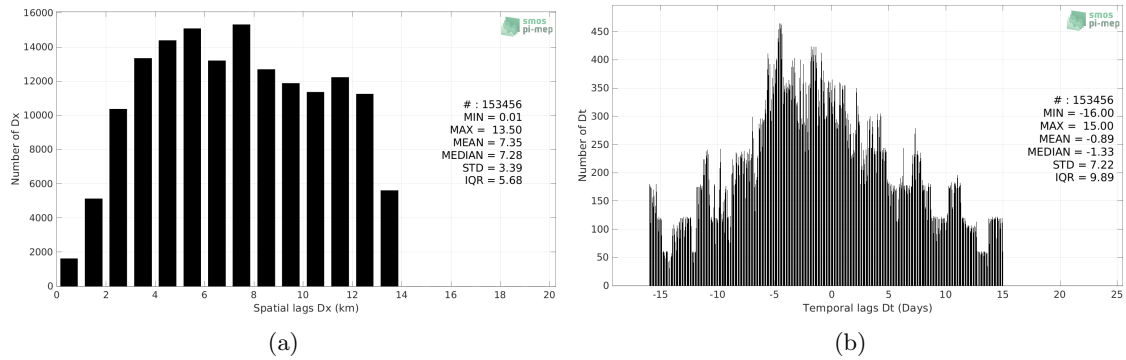 16000
14000
12000
10000
8000
6000
4000
2000
0
Number of Dx
0 2 4 6 8 10 12 14 16 18 20
Spatial lags Dx (km)
smos
pi-mep
# : 153456
MIN = 0.01
MAX = 13.50
MEAN = 7.35
MEDIAN = 7.28
STD = 3.39
IQR = 5.68
(a)
450
400
350
300
250
200
150
100
50
0
Number of Dt
-15 -10 -5 0 5 10 15 20 25
Temporal lags Dt (Days)
smos
pi-mep
# : 153456
MIN = -16.00
MAX = 15.00
MEAN = -0.89
MEDIAN = -1.33
STD = 7.22
IQR = 9.89
(b)